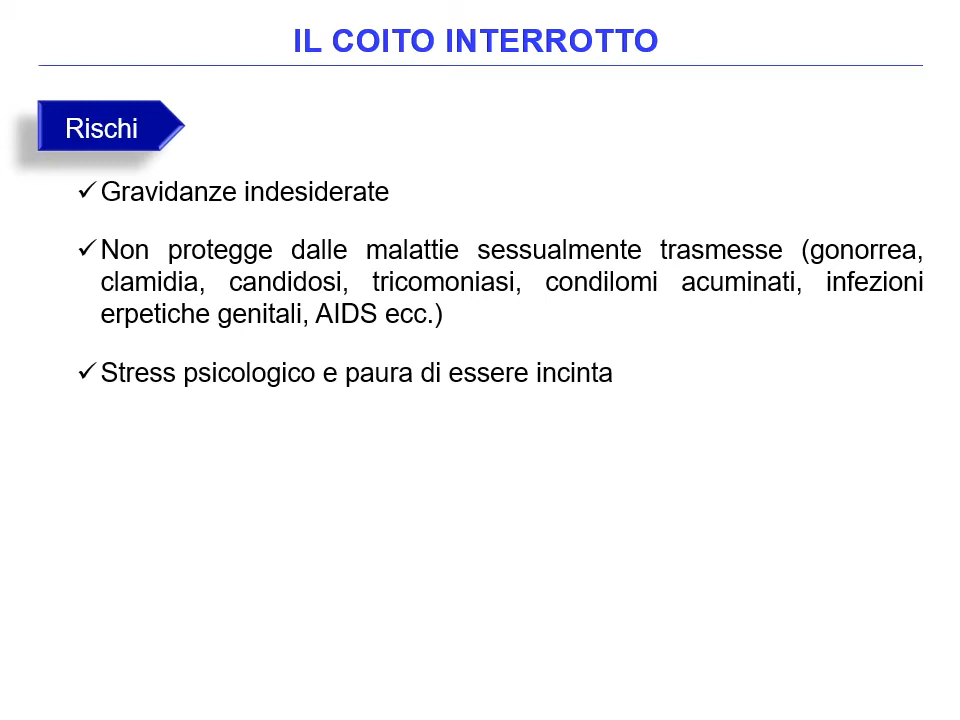 IL COITO INTERROTTO
Rischi
✓Gravidanze indesiderate
✓Non protegge dalle malattie sessualmente trasmesse (gonorrea,
clamidia, candidosi, tricomoniasi, condilomi acuminati, infezioni
erpetiche genitali, AIDS ecc.)
✓Stress psicologico e paura di essere incinta